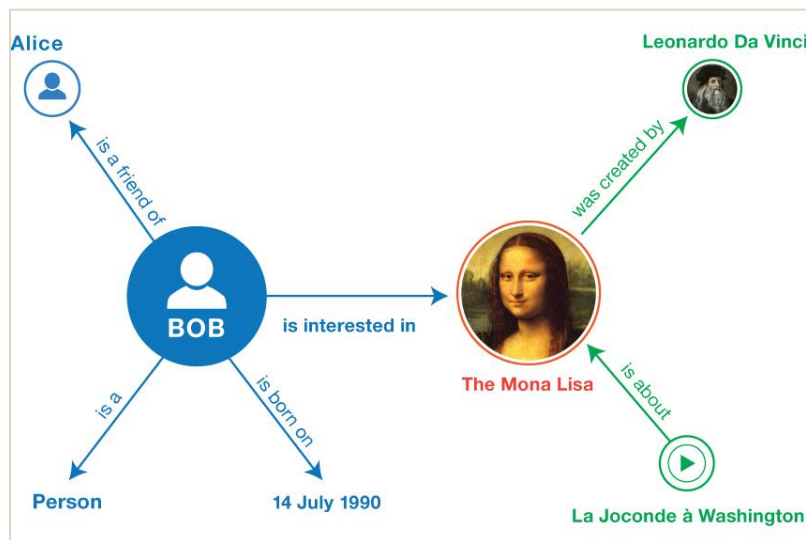 Alice
Leonardo Da Vinci
is a friend of
was created by
BOB
is interested in
The Mona Lisa
is a
is born on
is about
Person
14 July 1990
La Joconde à Washington